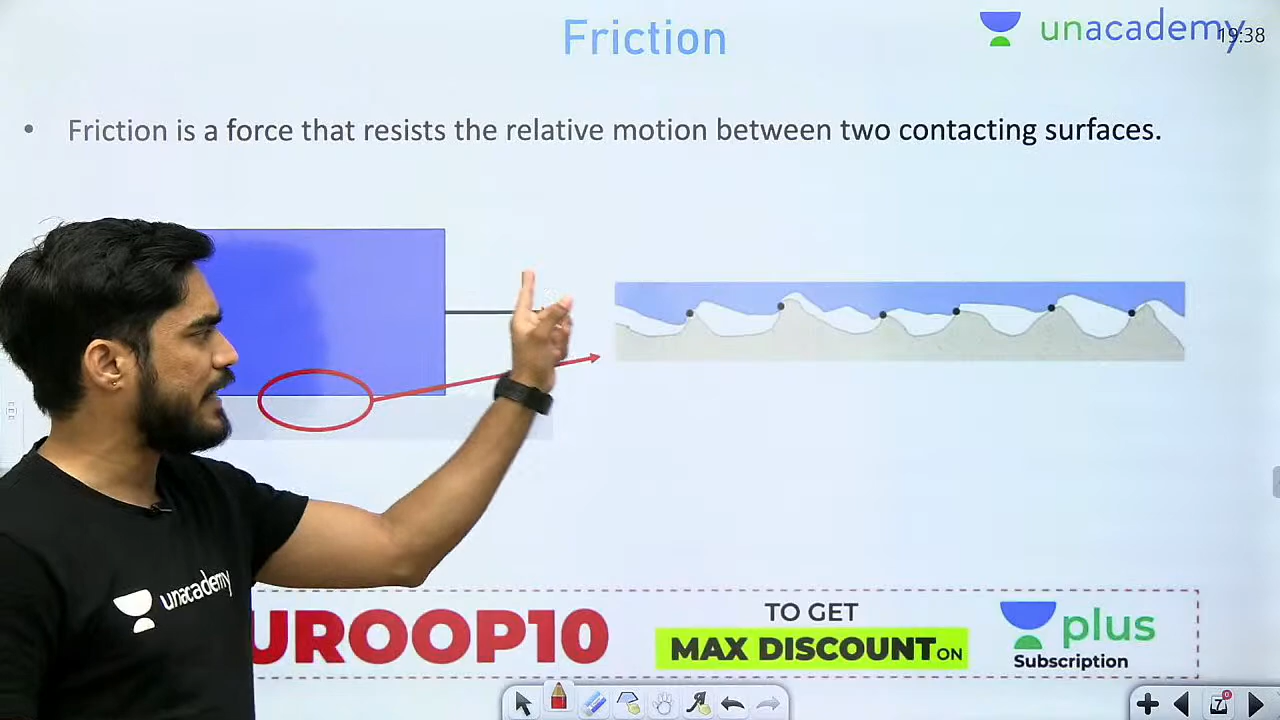 Friction
unacademy
19:38
• Friction is a force that resists the relative motion between two contacting surfaces.
unacademy
UROOP10
TO GET
MAX DISCOUNT ON
plus
Subscription